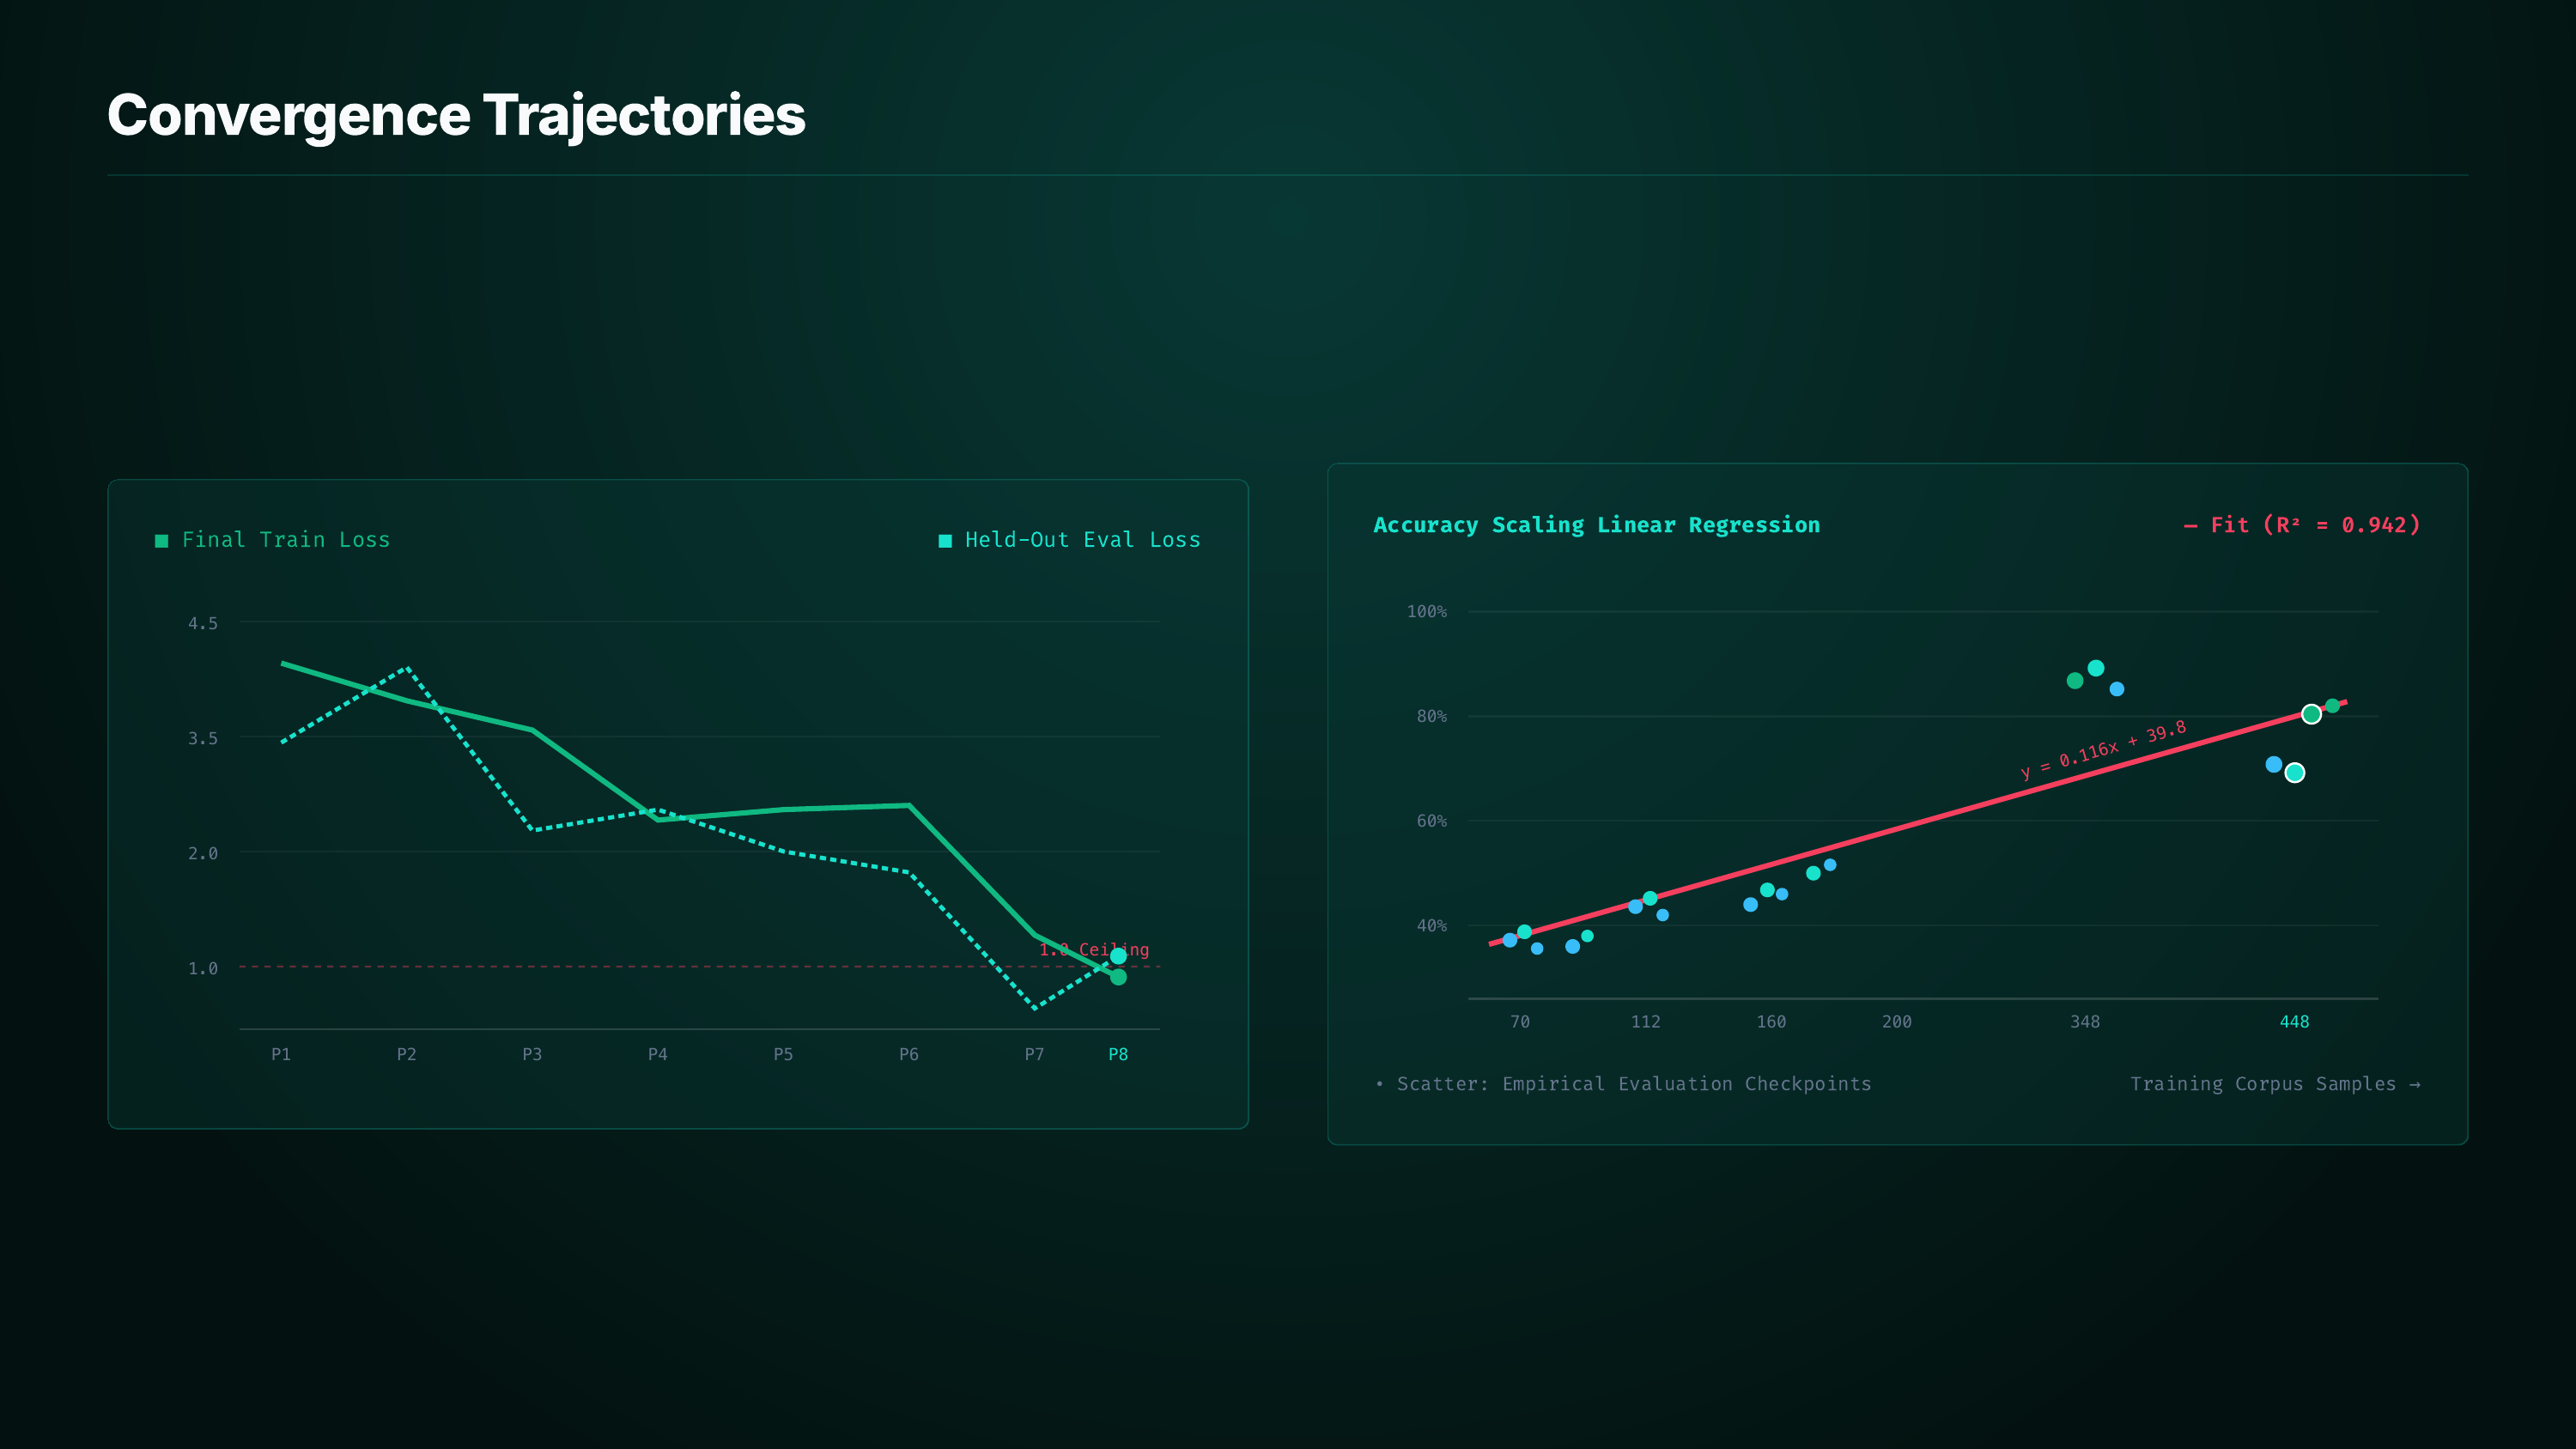 Convergence Trajectories
■ Final Train Loss
■ Held-Out Eval Loss
4.5
3.5
2.0
1.0
1.0 Ceiling
P1
P2
P3
P4
P5
P6
P7
P8
Accuracy Scaling Linear Regression
— Fit (R² = 0.942)
100%
80%
60%
40%
y = 0.116x + 39.8
70
112
160
200
348
448
• Scatter: Empirical Evaluation Checkpoints
Training Corpus Samples →